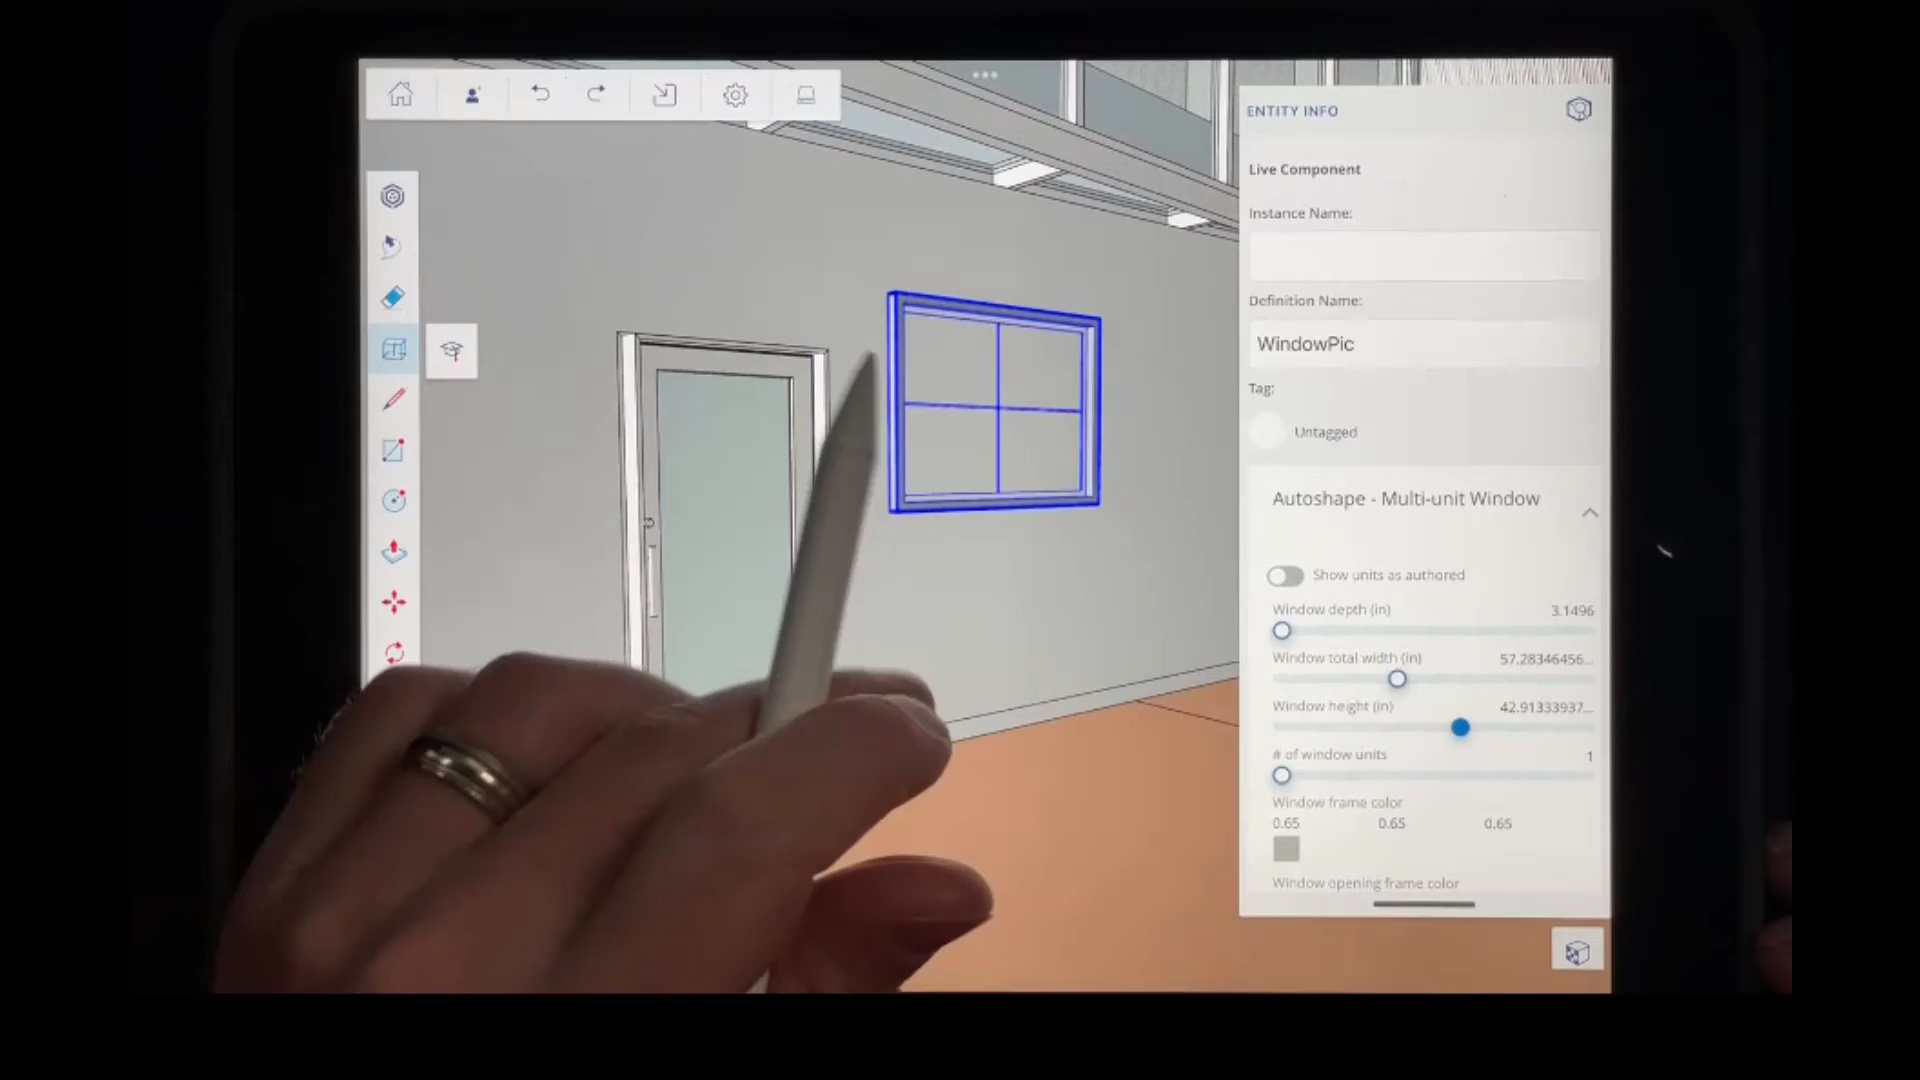 ENTITY INFO
Live Component
Instance Name:
Definition Name:
WindowPic
Tag:
Untagged
Autoshape - Multi-unit Window
Show units as authored
Window depth (in) 3.1496
Window total width (in) 57.28346456...
Window height (in) 42.91333937...
# of window units 1
Window frame color
0.65 0.65 0.65
Window opening frame color